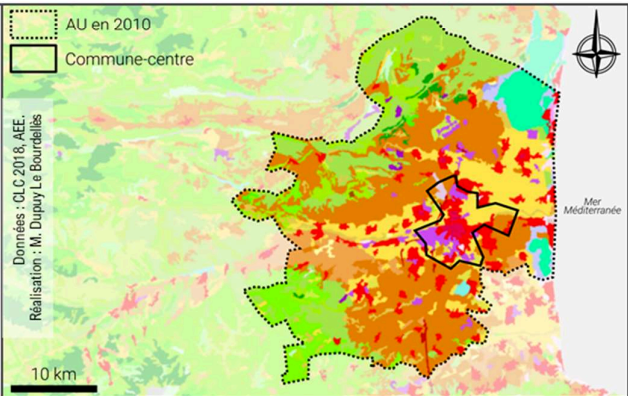 AU en 2010
Commune-centre
Données : CLC 2018, AEE.
Réalisation : M. Dupuy Le Bourdellès
Mer
Méditerranée
10 km